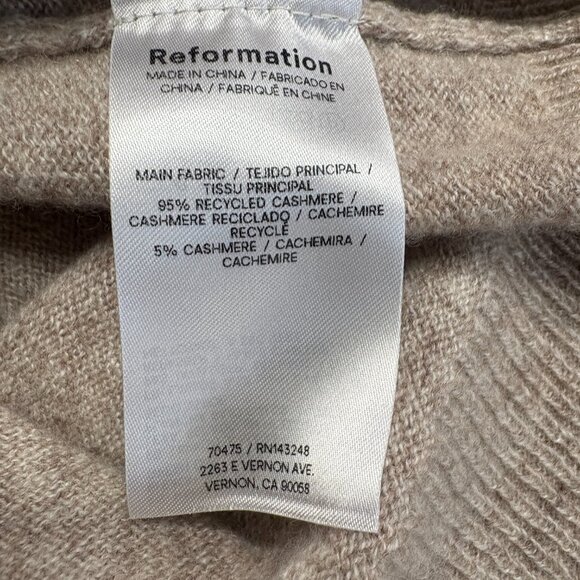 Reformation
MADE IN CHINA / FABRICADO EN
CHINA / FABRIQUÉ EN CHINE
MAIN FABRIC / TEJIDO PRINCIPAL /
TISSU PRINCIPAL
95% RECYCLED CASHMERE /
CASHMERE RECICLADO / CACHEMIRE
RECYCLÉ
5% CASHMERE / CACHEMIRA /
CACHEMIRE
70475 / RN143248
2263 E VERNON AVE.
VERNON, CA 90058